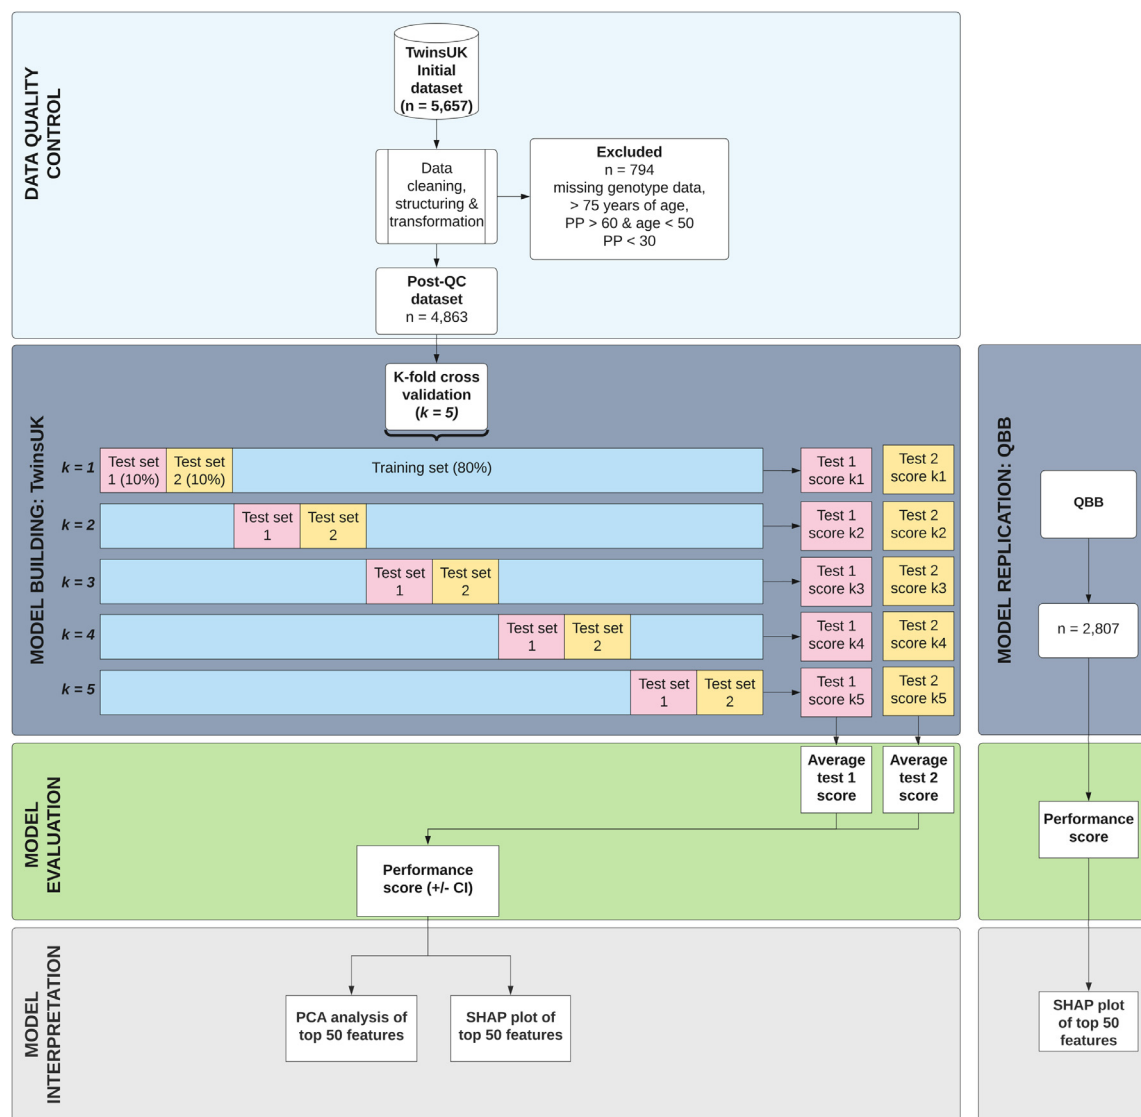 DATA QUALITY
CONTROL
TwinsUK
Initial
dataset
(n = 5,657)
Data
cleaning,
structuring &
transformation
Excluded
n = 794
missing genotype data,
> 75 years of age,
PP > 60 & age < 50
PP < 30
Post-QC
dataset
n = 4,863
MODEL BUILDING: TwinsUK
K-fold cross
validation
(k = 5)
k = 1
Test set
1 (10%)
Test set
2 (10%)
Training set (80%)
Test 1
score k1
Test 2
score k1
k = 2
Test set
1
Test set
2
Test 1
score k2
Test 2
score k2
k = 3
Test set
1
Test set
2
Test 1
score k3
Test 2
score k3
k = 4
Test set
1
Test set
2
Test 1
score k4
Test 2
score k4
k = 5
Test set
1
Test set
2
Test 1
score k5
Test 2
score k5
MODEL REPLICATION: QBB
QBB
n = 2,807
MODEL
EVALUATION
Average
test 1
score
Average
test 2
score
Performance
score (+/- CI)
Performance
score
MODEL
INTERPRETATION
PCA analysis of
top 50 features
SHAP plot of
top 50 features
SHAP plot
of top 50
features